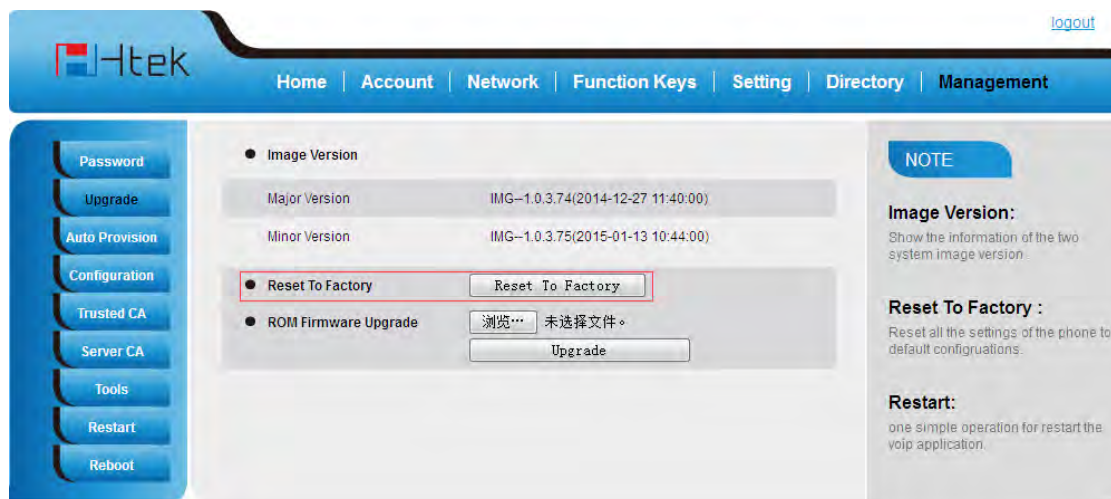 logout
Htek
Home | Account | Network | Function Keys | Setting | Directory | Management
Password
Upgrade
Auto Provision
Configuration
Trusted CA
Server CA
Tools
Restart
Reboot
Image Version
Major Version IMG--1.0.3.74(2014-12-27 11:40:00)
Minor Version IMG--1.0.3.75(2015-01-13 10:44:00)
Reset To Factory Reset To Factory
ROM Firmware Upgrade 浏览… 未选择文件。
Upgrade
NOTE
Image Version:
Show the information of the two
system image version.
Reset To Factory :
Reset all the settings of the phone to
default configruations.
Restart:
one simple operation for restart the
voip application.